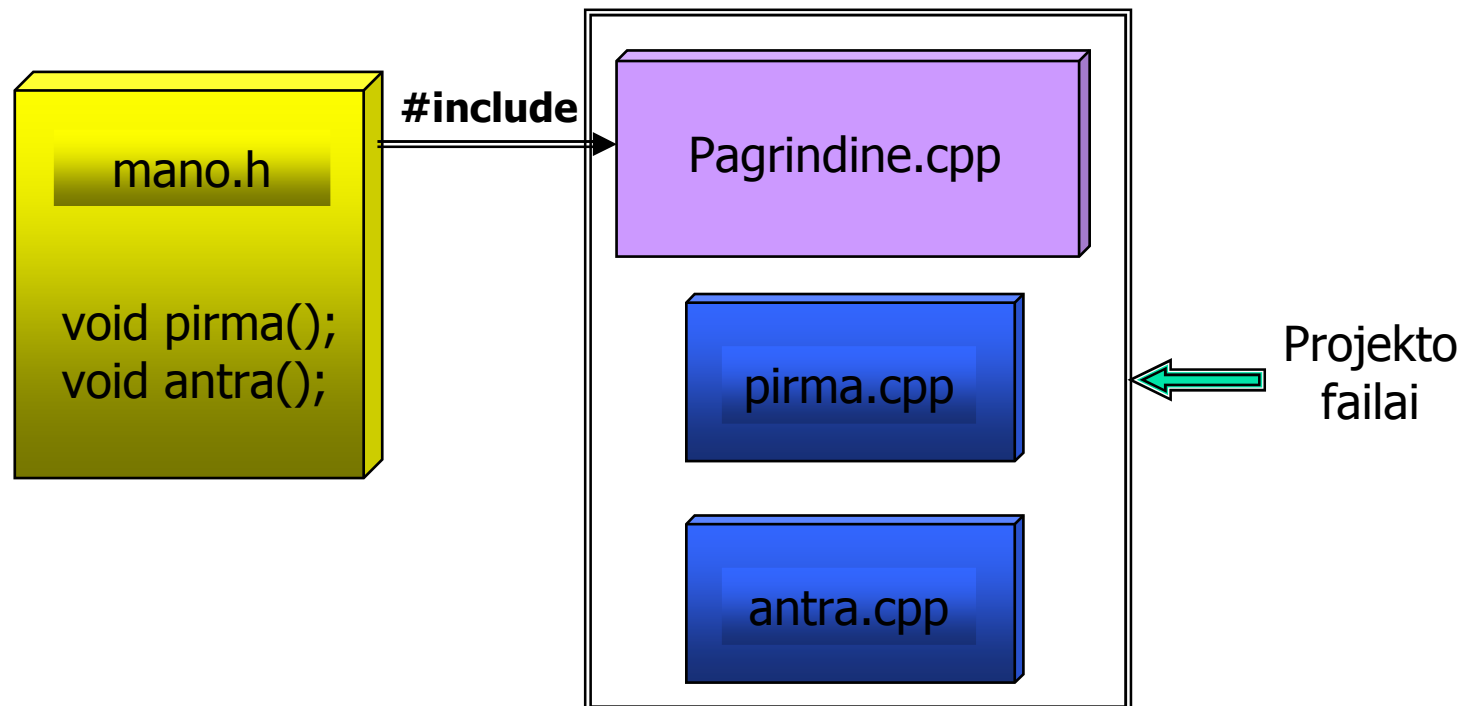 mano.h
void pirma();
void antra();
#include
Pagrindine.cpp
pirma.cpp
antra.cpp
Projekto
failai